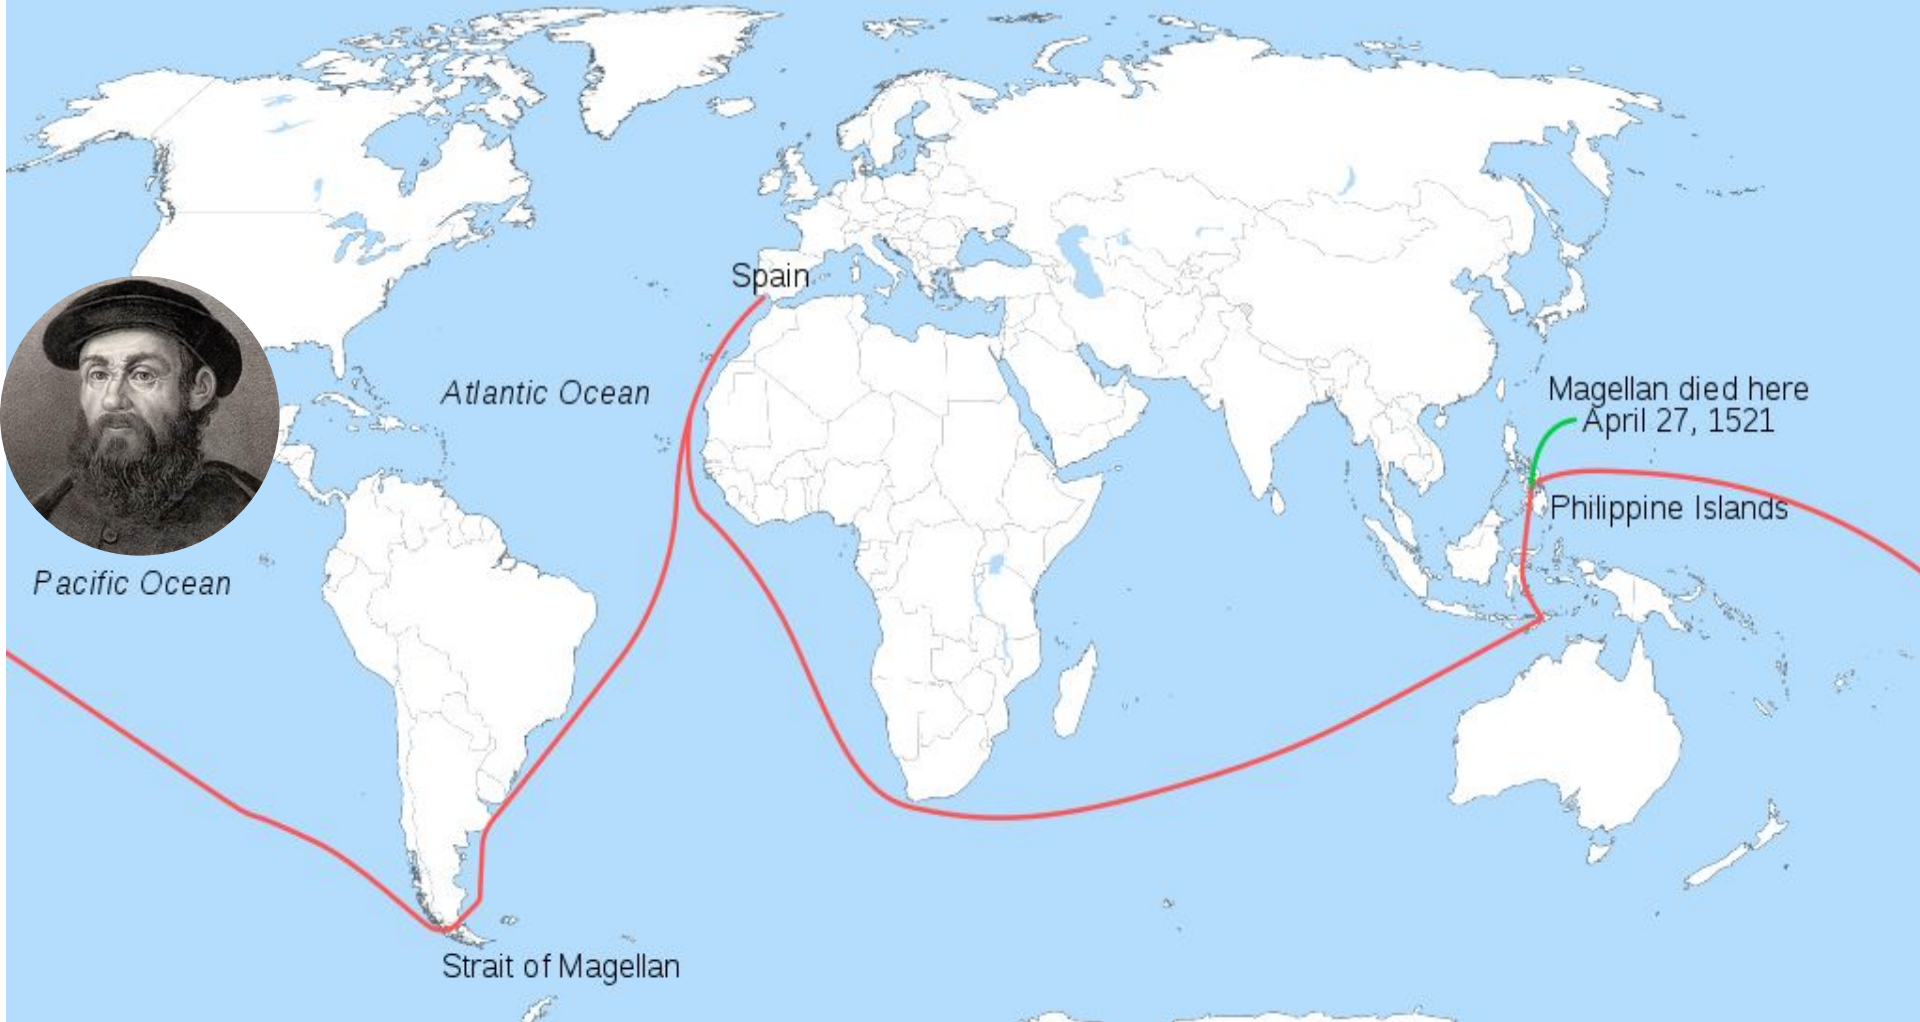 Spain
Atlantic Ocean
Magellan died here
April 27, 1521
Philippine Islands
Pacific Ocean
Strait of Magellan